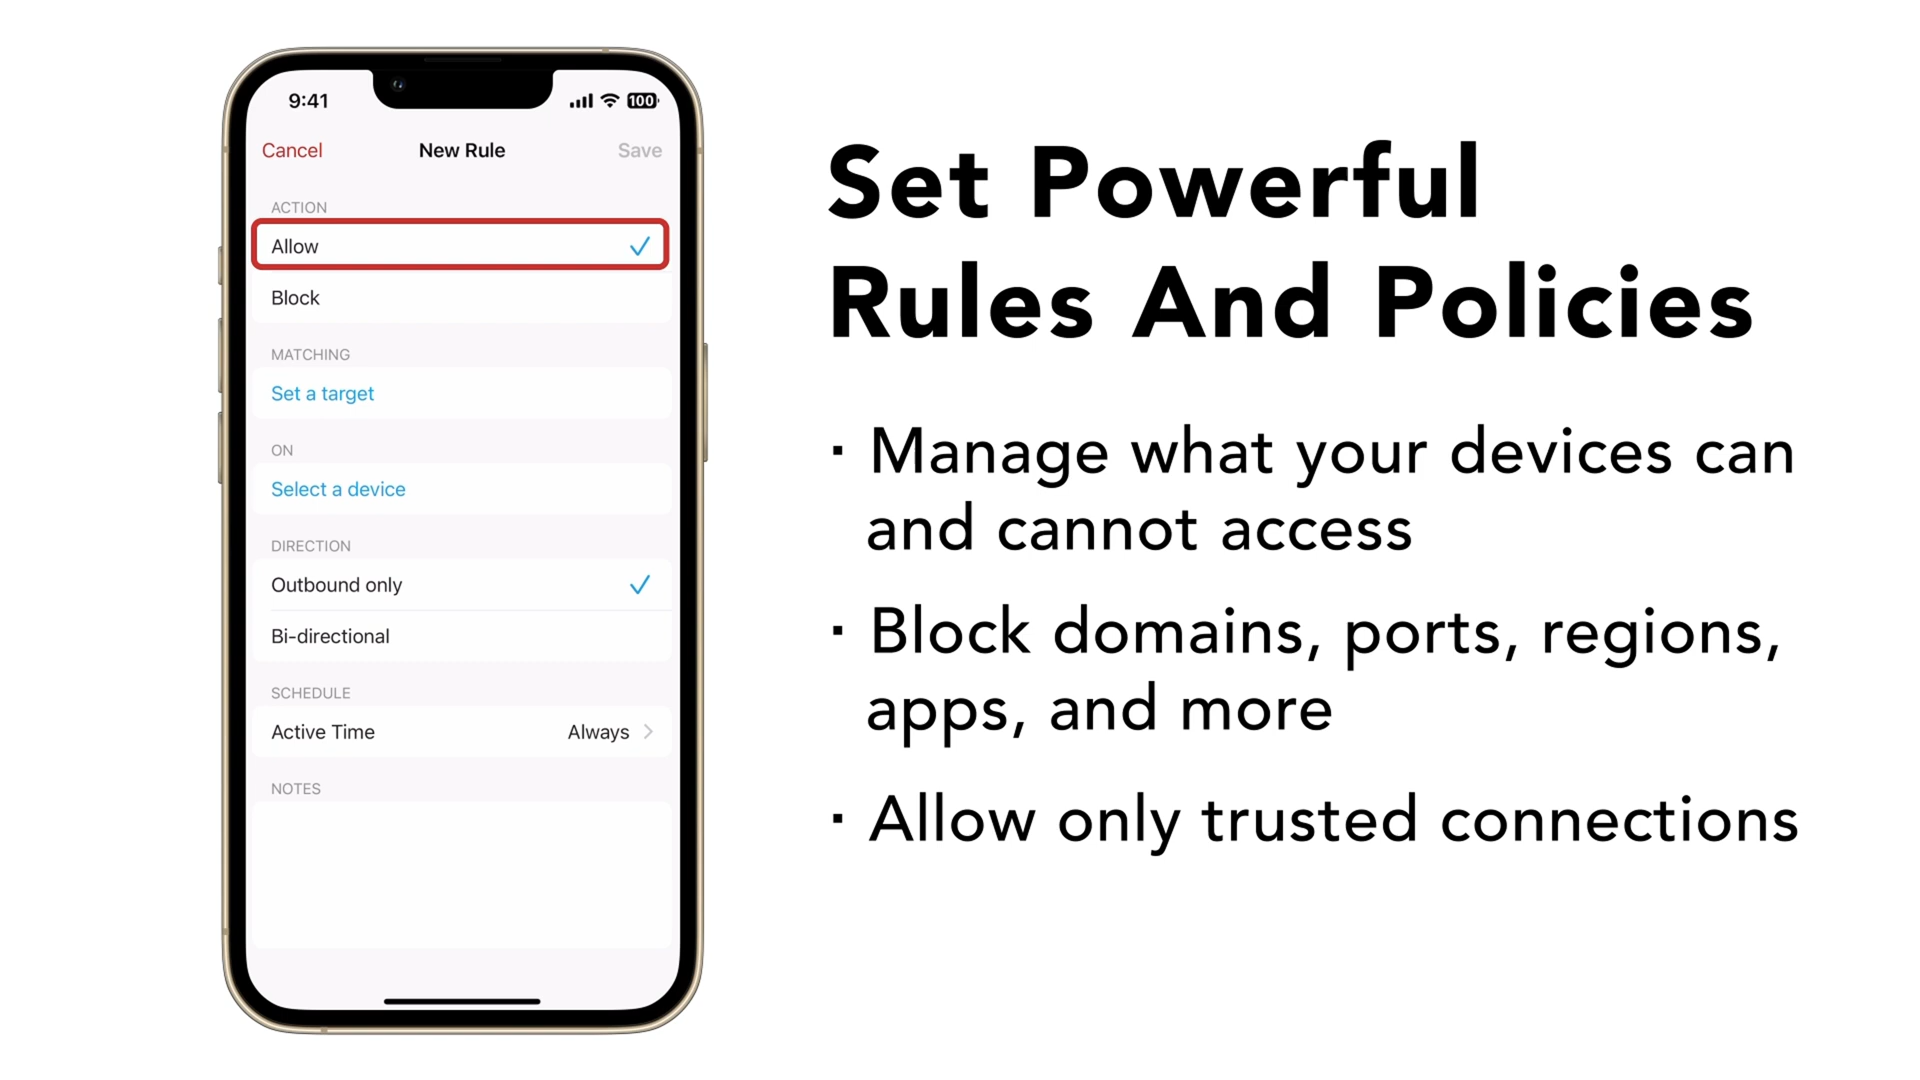 9:41
100
Cancel
New Rule
Save
ACTION
Allow
Block
MATCHING
Set a target
ON
Select a device
DIRECTION
Outbound only
Bi-directional
SCHEDULE
Active Time
Always
NOTES
Set Powerful
Rules And Policies
· Manage what your devices can
and cannot access
· Block domains, ports, regions,
apps, and more
· Allow only trusted connections